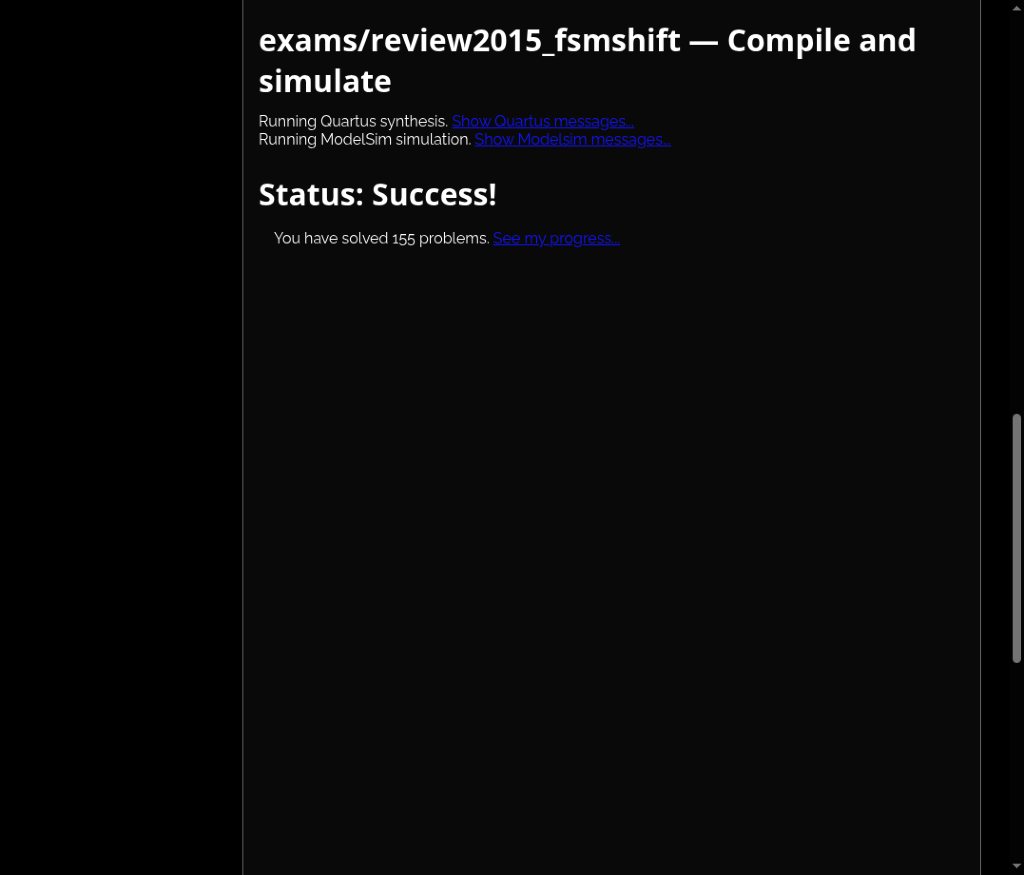 exams/review2015_fsmshift — Compile and
simulate
Running Quartus synthesis. Show Quartus messages...
Running ModelSim simulation. Show Modelsim messages...
Status: Success!
You have solved 155 problems. See my progress...